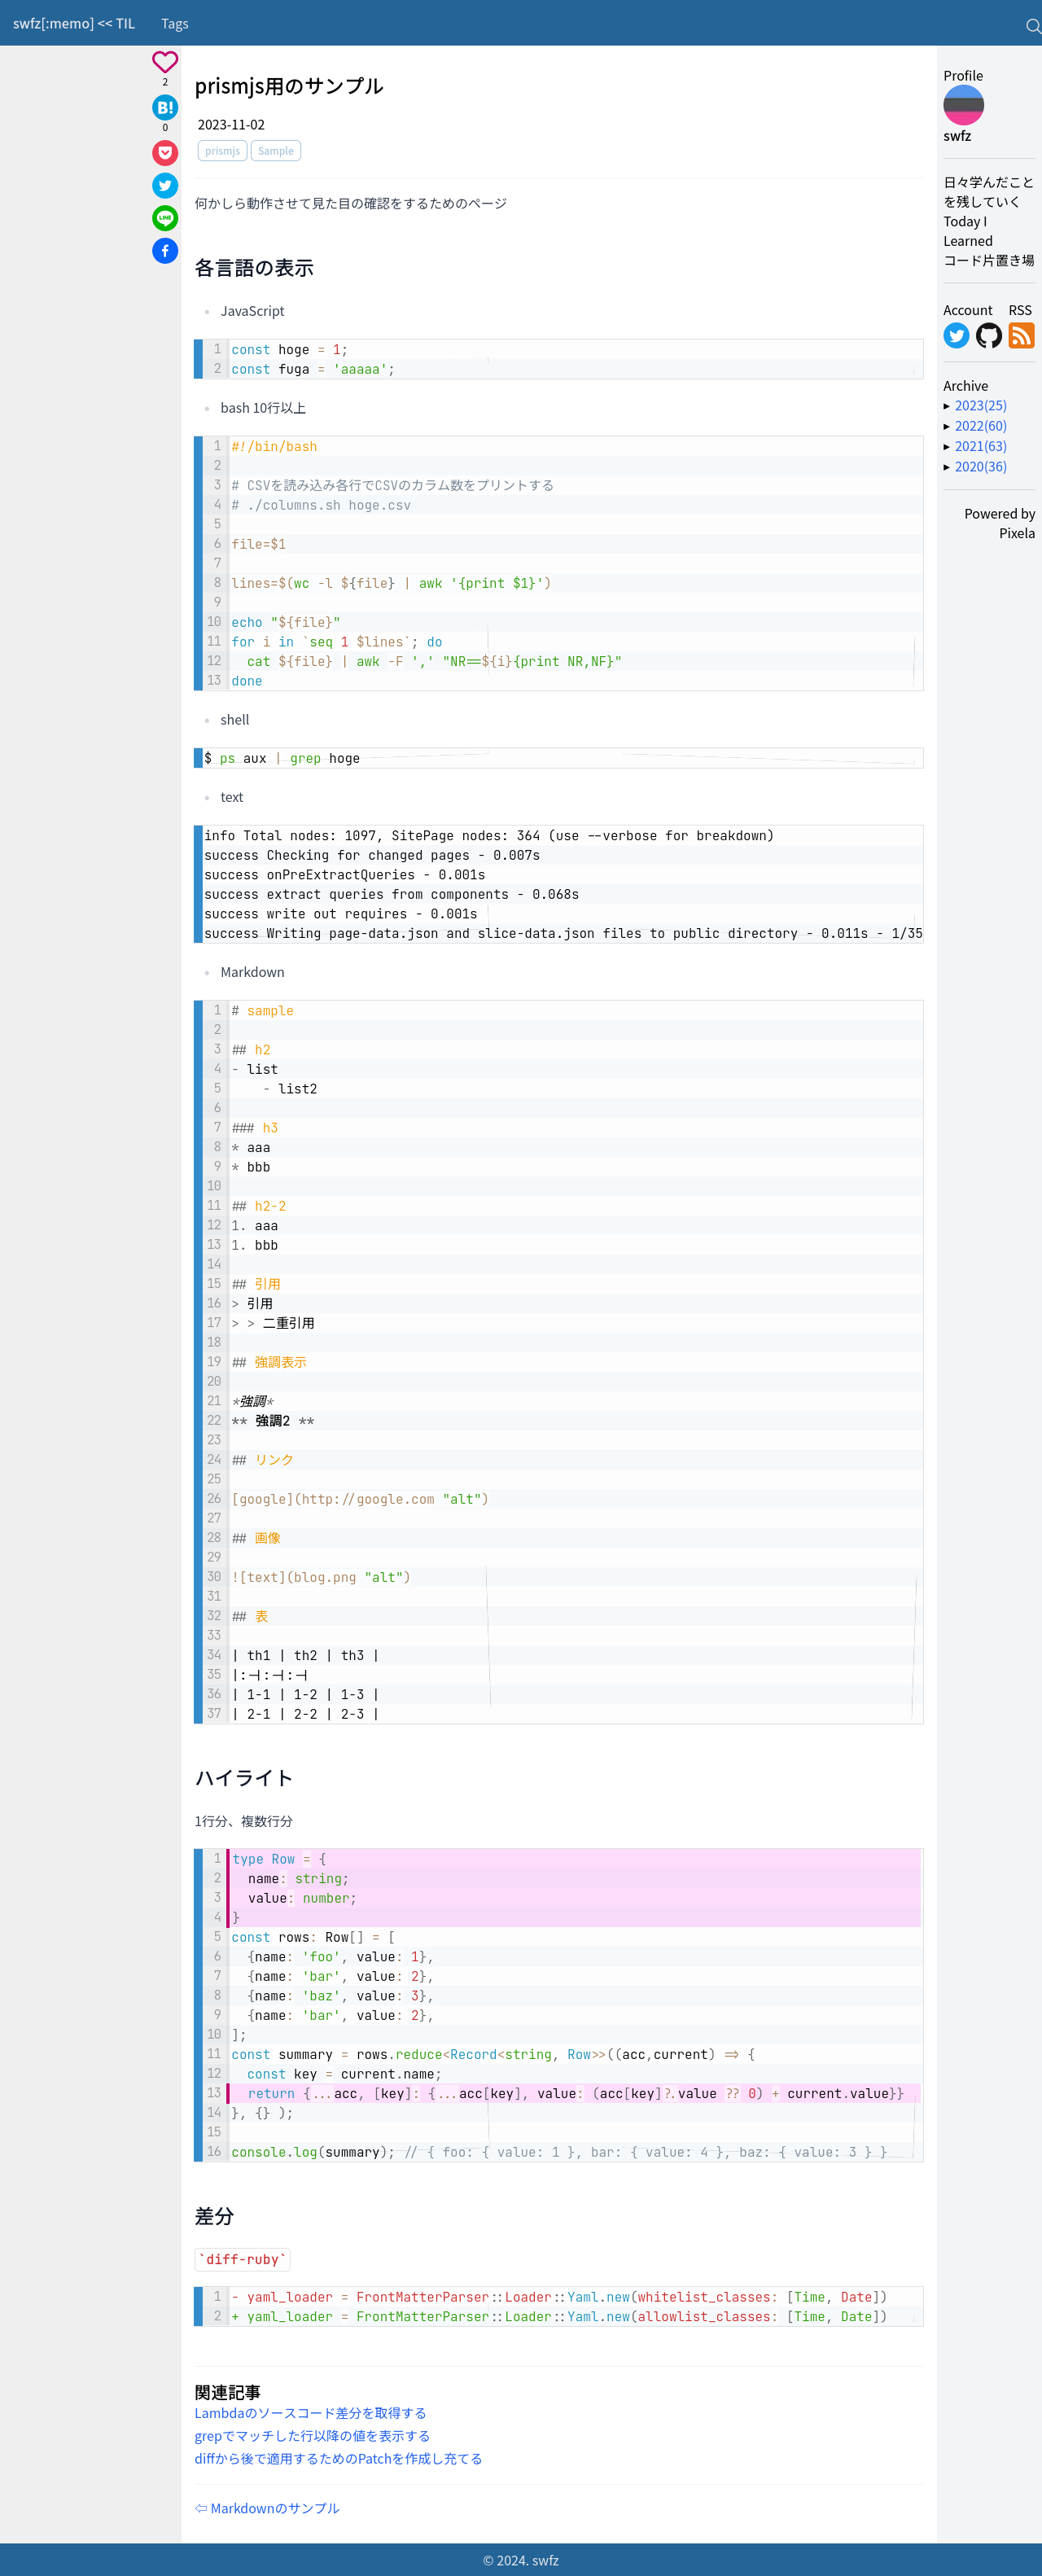 swfz[:memo] << TIL Tags
2
B!
0
LINE
prismjs用のサンプル
2023-11-02
prismjs Sample
何かしら動作させて見た目の確認をするためのページ
各言語の表示
JavaScript
1 const hoge = 1;
2 const fuga = 'aaaaa';
bash 10行以上
1 #!/bin/bash
2
3 # CSVを読み込み各行でCSVのカラム数をプリントする
4 # ./columns.sh hoge.csv
5
6 file=$1
7
8 lines=$(wc -l ${file} | awk '{print $1}')
9
10 echo "${file}"
11 for i in `seq 1 $lines`; do
12   cat ${file} | awk -F ',' "NR==${i}{print NR,NF}"
13 done
shell
$ ps aux | grep hoge
text
info Total nodes: 1097, SitePage nodes: 364 (use --verbose for breakdown)
success Checking for changed pages - 0.007s
success onPreExtractQueries - 0.001s
success extract queries from components - 0.068s
success write out requires - 0.001s
success Writing page-data.json and slice-data.json files to public directory - 0.011s - 1/35
Markdown
1 # sample
2
3 ## h2
4 - list
5     - list2
6
7 ### h3
8 * aaa
9 * bbb
10
11 ## h2-2
12 1. aaa
13 1. bbb
14
15 ## 引用
16 > 引用
17 > > 二重引用
18
19 ## 強調表示
20
21 *強調*
22 ** 強調2 **
23
24 ## リンク
25
26 [google](http://google.com "alt")
27
28 ## 画像
29
30 ![text](blog.png "alt")
31
32 ## 表
33
34 | th1 | th2 | th3 |
35 |:-|:-|:-|
36 | 1-1 | 1-2 | 1-3 |
37 | 2-1 | 2-2 | 2-3 |
ハイライト
1行分、複数行分
1 type Row = {
2   name: string;
3   value: number;
4 }
5 const rows: Row[] = [
6   {name: 'foo', value: 1},
7   {name: 'bar', value: 2},
8   {name: 'baz', value: 3},
9   {name: 'bar', value: 2},
10 ];
11 const summary = rows.reduce<Record<string, Row>>((acc,current) => {
12   const key = current.name;
13   return {...acc, [key]: {...acc[key], value: (acc[key]?.value ?? 0) + current.value}}
14 }, {} );
15
16 console.log(summary); // { foo: { value: 1 }, bar: { value: 4 }, baz: { value: 3 } }
差分
`diff-ruby`
1 - yaml_loader = FrontMatterParser::Loader::Yaml.new(whitelist_classes: [Time, Date])
2 + yaml_loader = FrontMatterParser::Loader::Yaml.new(allowlist_classes: [Time, Date])
関連記事
Lambdaのソースコード差分を取得する
grepでマッチした行以降の値を表示する
diffから後で適用するためのPatchを作成し充てる
⇦ Markdownのサンプル
Profile
swfz
日々学んだこと
を残していく
Today I
Learned
コード片置き場
Account RSS
Archive
▶ 2023(25)
▶ 2022(60)
▶ 2021(63)
▶ 2020(36)
Powered by
Pixela
© 2024. swfz